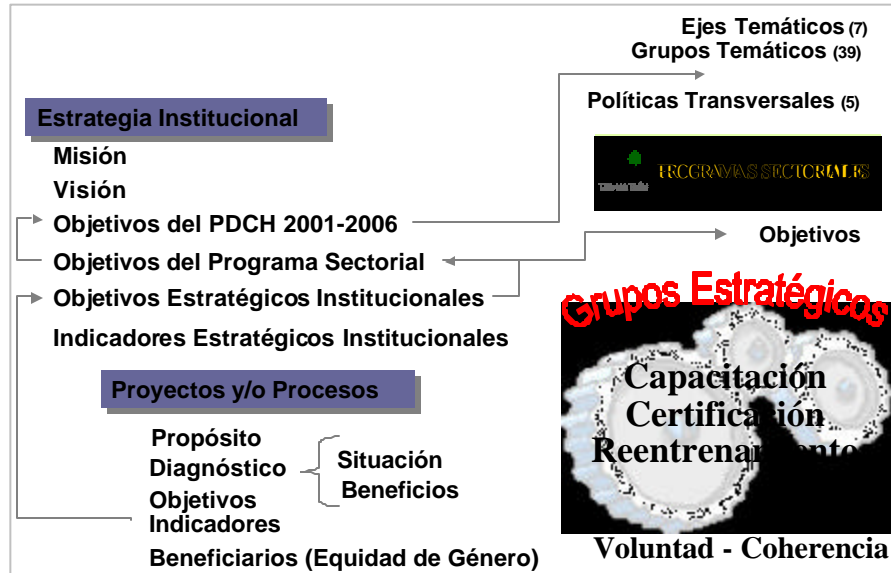 Ejes Temáticos (7)
Grupos Temáticos (39)
Políticas Transversales (5)
Estrategia Institucional
Misión
Visión
Objetivos del PDCH 2001-2006
Objetivos del Programa Sectorial
Objetivos Estratégicos Institucionales
Indicadores Estratégicos Institucionales
PROGRAMAS SECTORIALES
Objetivos
Grupos Estratégicos
Capacitación
Certificación
Reentrenamiento
Voluntad - Coherencia
Proyectos y/o Procesos
Propósito
Diagnóstico
Situación
Beneficios
Objetivos
Indicadores
Beneficiarios (Equidad de Género)